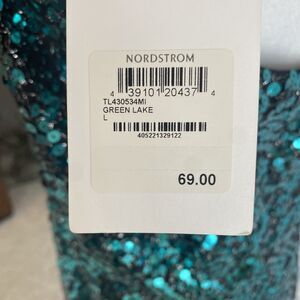 NORDSTROM
4 39101 20437 4
TL430534MI
GREEN LAKE
L
405221329122
69.00